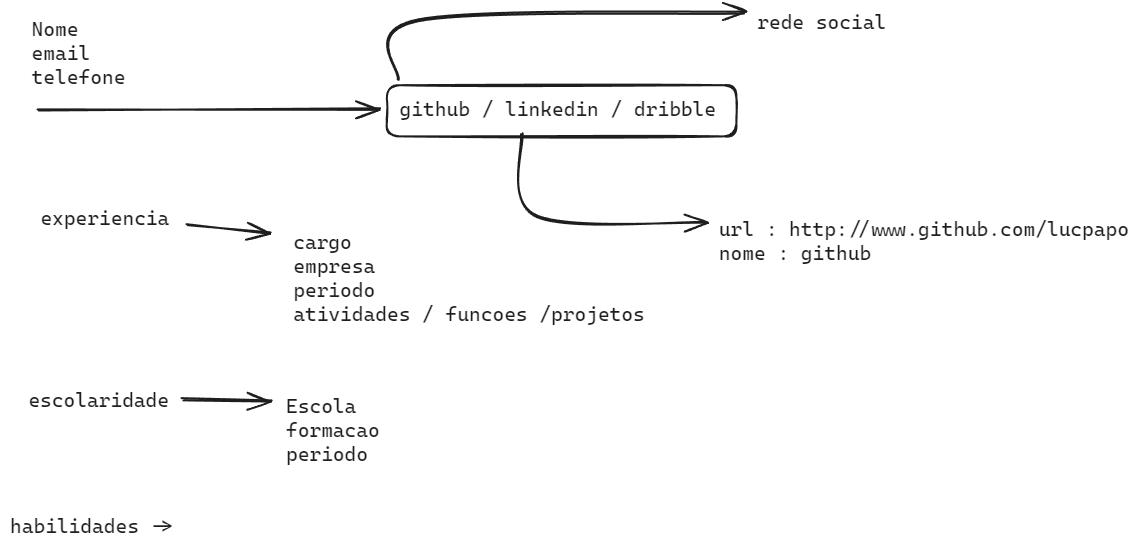 Nome
email
telefone
rede social
github / linkedin / dribble
experiencia
cargo
empresa
periodo
atividades / funcoes /projetos
url : http://www.github.com/lucpapo
nome : github
escolaridade
Escola
formacao
periodo
habilidades →